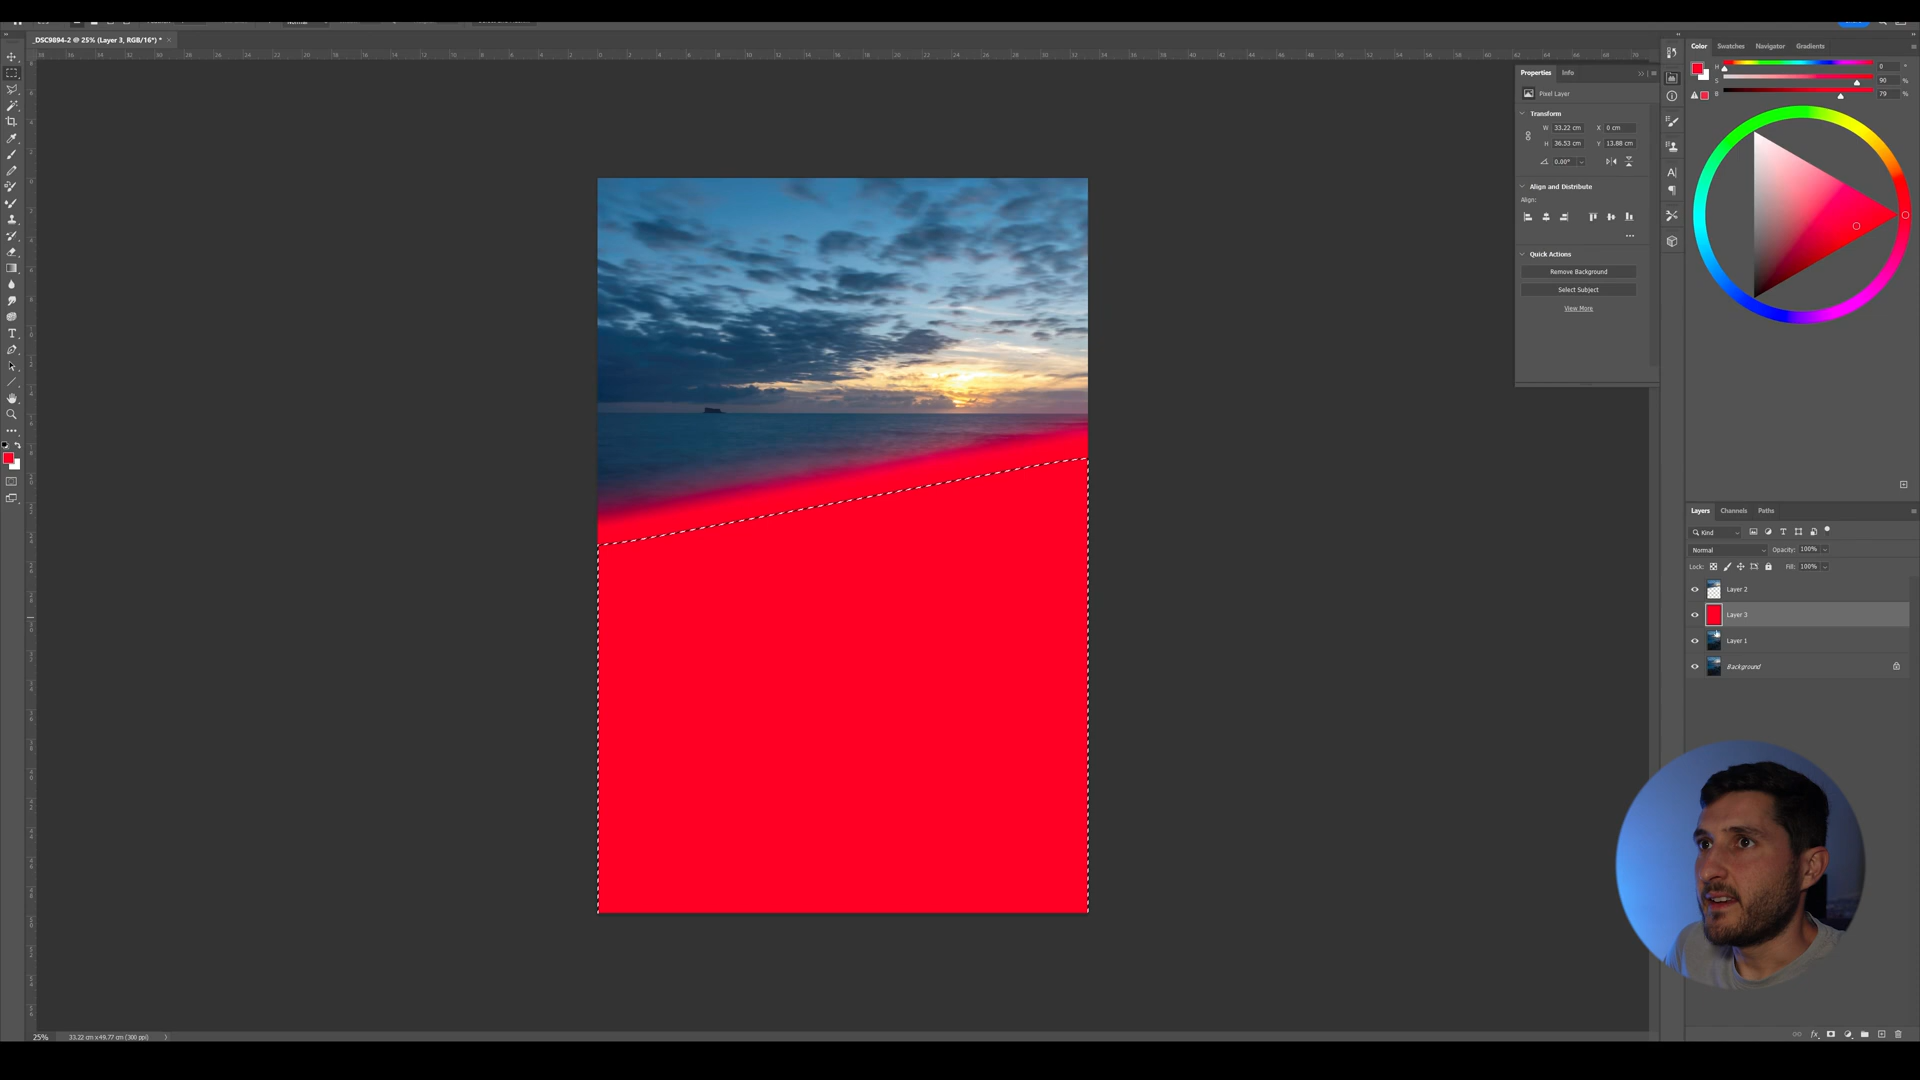 _DSC9894-2 @ 25% (Layer 3, RGB/16*) *
Color
Swatches
Navigator
Gradients
H
0
S
90
%
B
79
%
Properties
Info
Pixel Layer
Transform
W
33.22 cm
X
0 cm
H
36.53 cm
Y
13.88 cm
0.00°
Align and Distribute
Align:
Quick Actions
Remove Background
Select Subject
View More
Layers
Channels
Paths
Kind
Normal
Opacity: 100%
Lock:
Fill: 100%
Layer 2
Layer 3
Layer 1
Background
25%
33.22 cm x 49.77 cm (300 ppi)